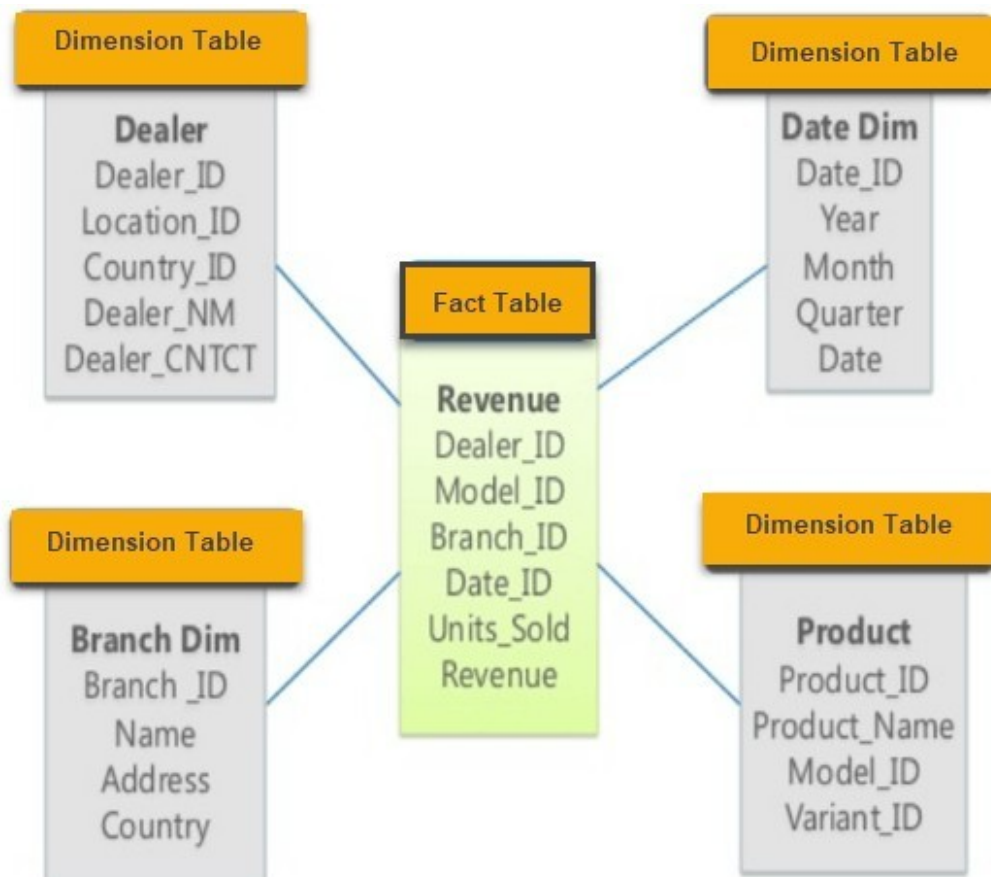 Dimension Table
Dealer
Dealer_ID
Location_ID
Country_ID
Dealer_NM
Dealer_CNTCT
Dimension Table
Date Dim
Date_ID
Year
Month
Quarter
Date
Fact Table
Revenue
Dealer_ID
Model_ID
Branch_ID
Date_ID
Units_Sold
Revenue
Dimension Table
Branch Dim
Branch _ID
Name
Address
Country
Dimension Table
Product
Product_ID
Product_Name
Model_ID
Variant_ID